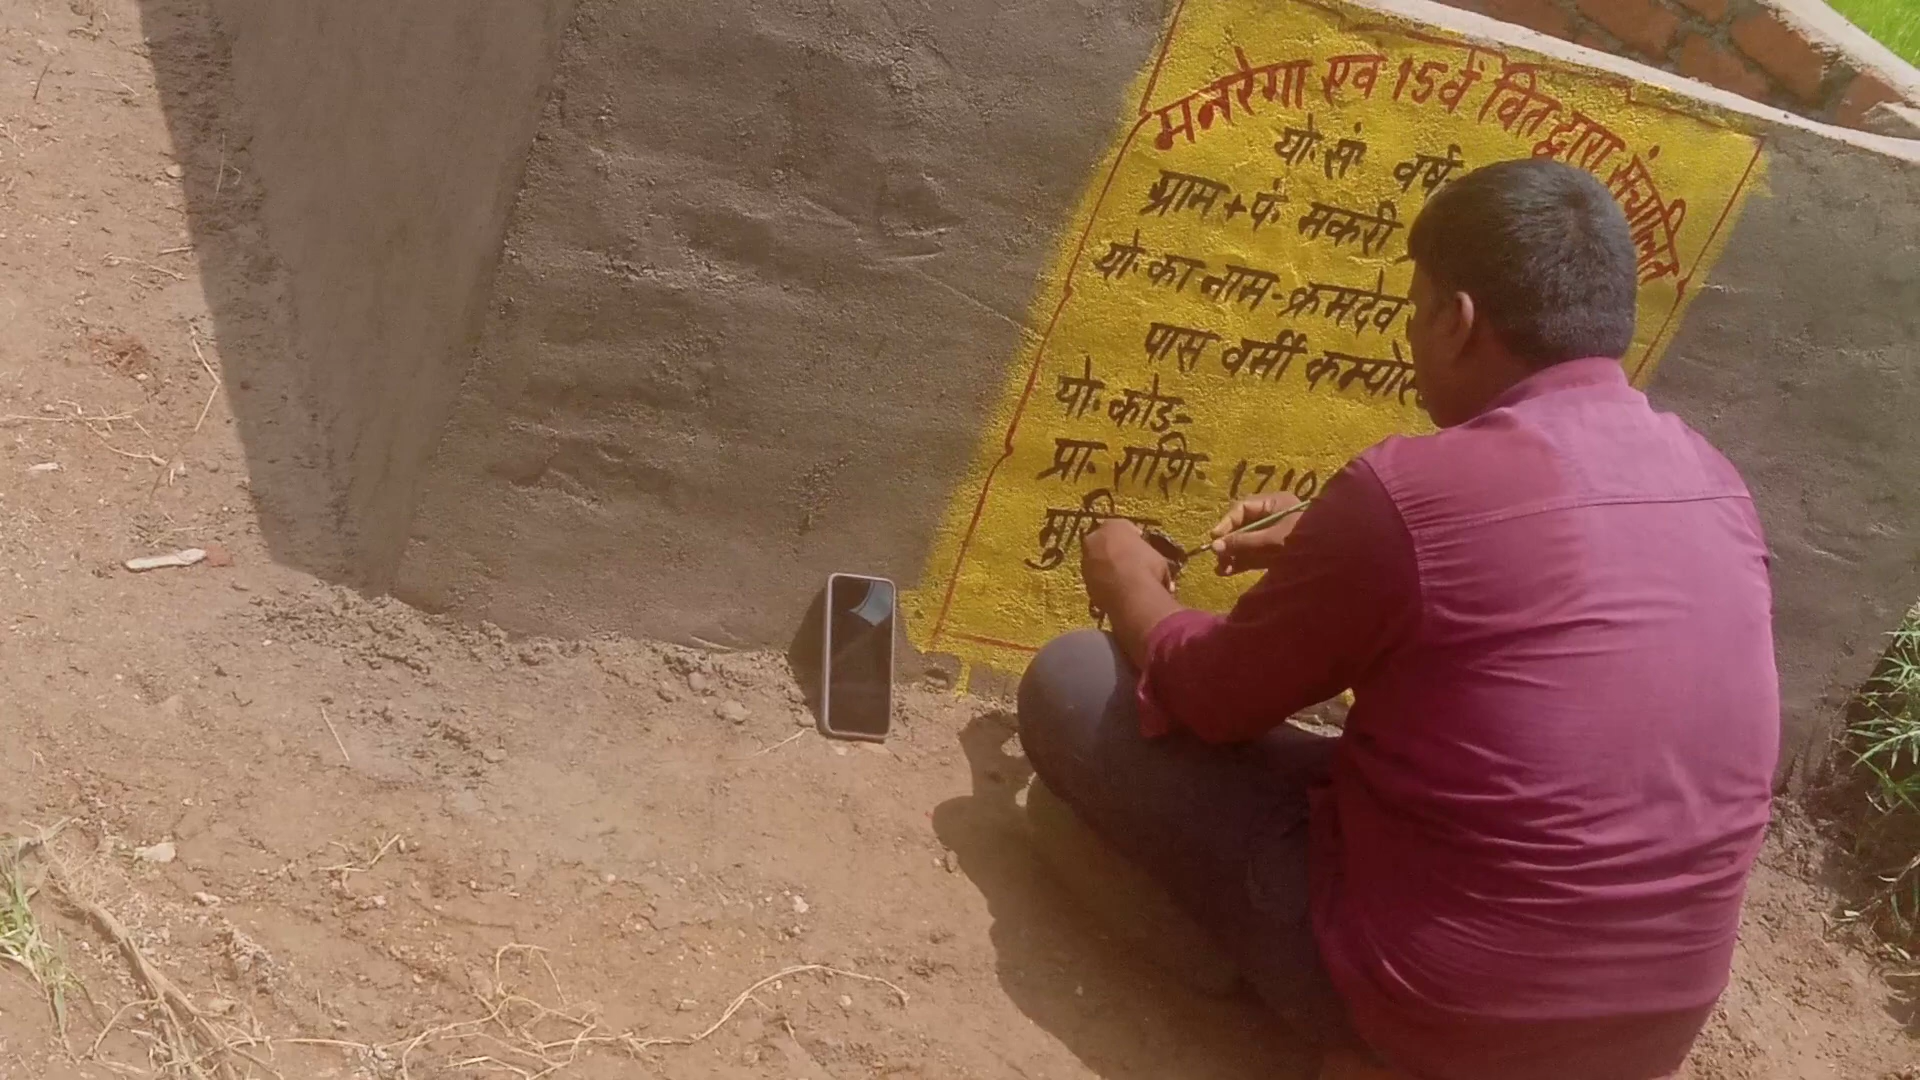 मनरेगा एवं 15वें वित द्वारा संचालित
यो॰ सं॰ वर्ष
ग्राम + पं॰ मकरी
यो॰ का नाम - क्रमदेव
पास वर्मी कम्पोस्ट
यो॰ कोड-
प्रा॰ राशि- 1710